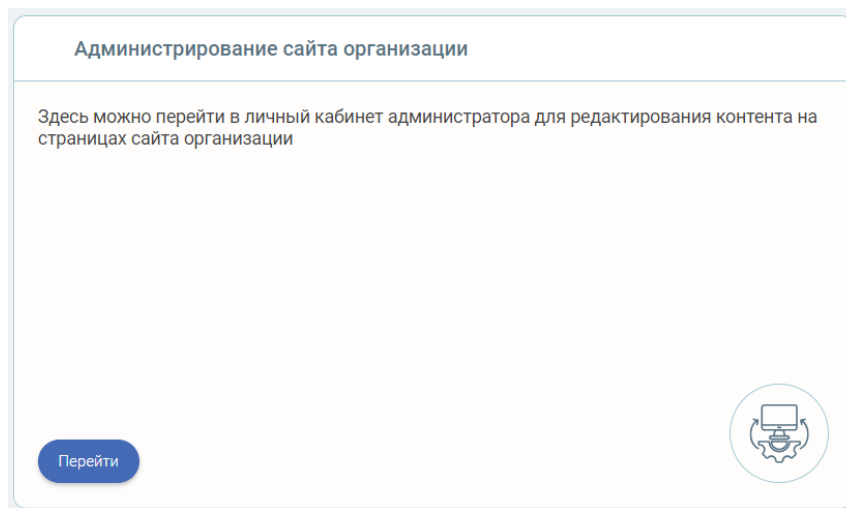 Администрирование сайта организации
Здесь можно перейти в личный кабинет администратора для редактирования контента на
страницах сайта организации
Перейти